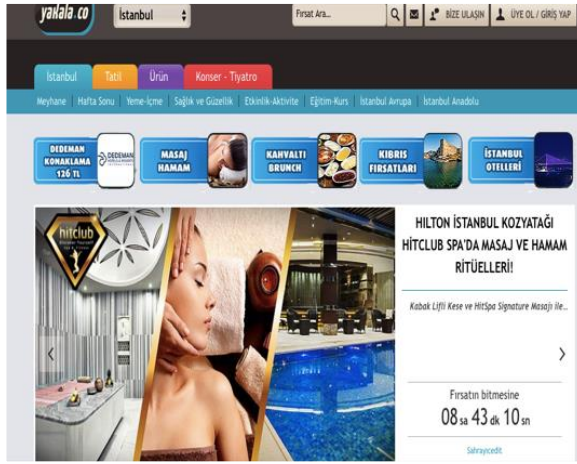 yakala.co
İstanbul
Fırsat Ara...
BİZE ULAŞIN
ÜYE OL / GİRİŞ YAP
İstanbul Tatil Ürün Konser - Tiyatro
Meyhane Hafta Sonu Yeme-İçme Sağlık ve Güzellik Etkinlik-Aktivite Eğitim-Kurs İstanbul Avrupa İstanbul Anadolu
DEDEMAN
KONAKLAMA
126 TL
DEDEMAN
MASAJ
HAMAM
KAHVALTI
BRUNCH
KIBRIS
FIRSATLARI
İSTANBUL
OTELLERİ
hitclub
HILTON İSTANBUL KOZYATAĞI
HİTCLUB SPA'DA MASAJ VE HAMAM
RİTÜELLERİ!
Kabak Lifli Kese ve HitSpa Signature Masajı ile...
Fırsatın bitmesine
08 sa 43 dk 10 sn
Sahrayıcedit